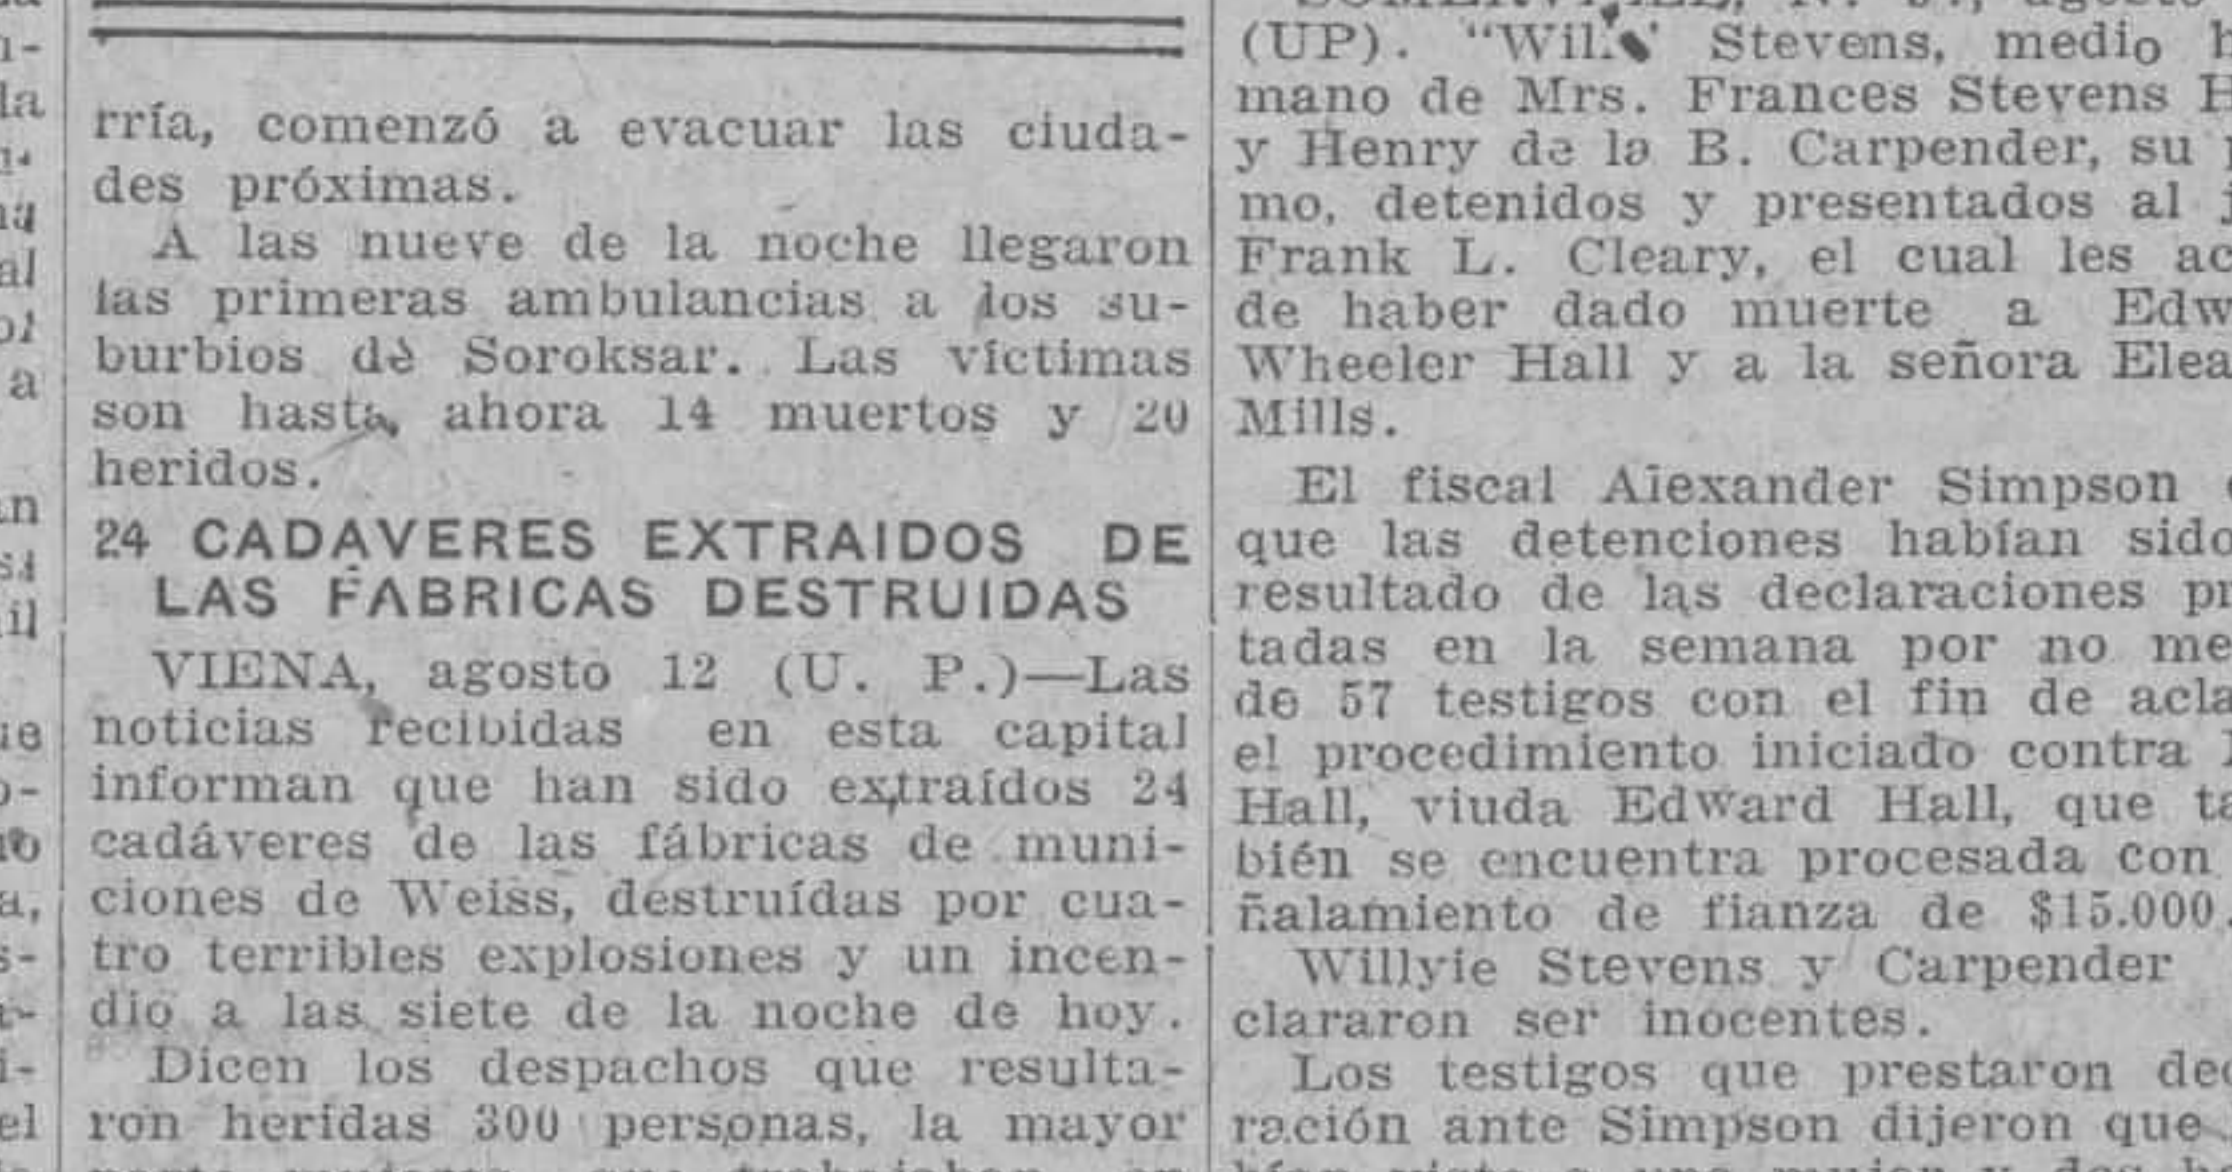 rría, comenzó a evacuar las ciuda-
des próximas.
A las nueve de la noche llegaron
las primeras ambulancias a los su-
burbios de Soroksar. Las víctimas
son hasta ahora 14 muertos y 20
heridos.
24 CADAVERES EXTRAIDOS DE
LAS FABRICAS DESTRUIDAS
VIENA, agosto 12 (U. P.)—Las
noticias recibidas en esta capital
informan que han sido extraídos 24
cadáveres de las fábricas de muni-
ciones de Weiss, destruídas por cua-
tro terribles explosiones y un incen-
dio a las siete de la noche de hoy.
Dicen los despachos que resulta-
ron herídas 300 personas, la mayor
(UP). Stevens, medio
mano de Mrs. Frances Stevens
y Henry de la B. Carpender, su
mo, detenidos y presentados al
Frank L. Cleary, el cual les ac
de haber dado muerte a Edw
Wheeler Hall y a la señora Elea
Mills.
El fiscal Alexander Simpson
que las detenciones habían sido
resultado de las declaraciones pr
tadas en la semana por no me
de 57 testigos con el fin de acla
el procedimiento iniciado contra
Hall, viuda Edward Hall, que ta
bién se encuentra procesada con
ñalamiento de fianza de $15.000.
Willyie Stevens y Carpender
clararon ser inocentes.
Los testigos que prestaron dec
ración ante Simpson dijeron que